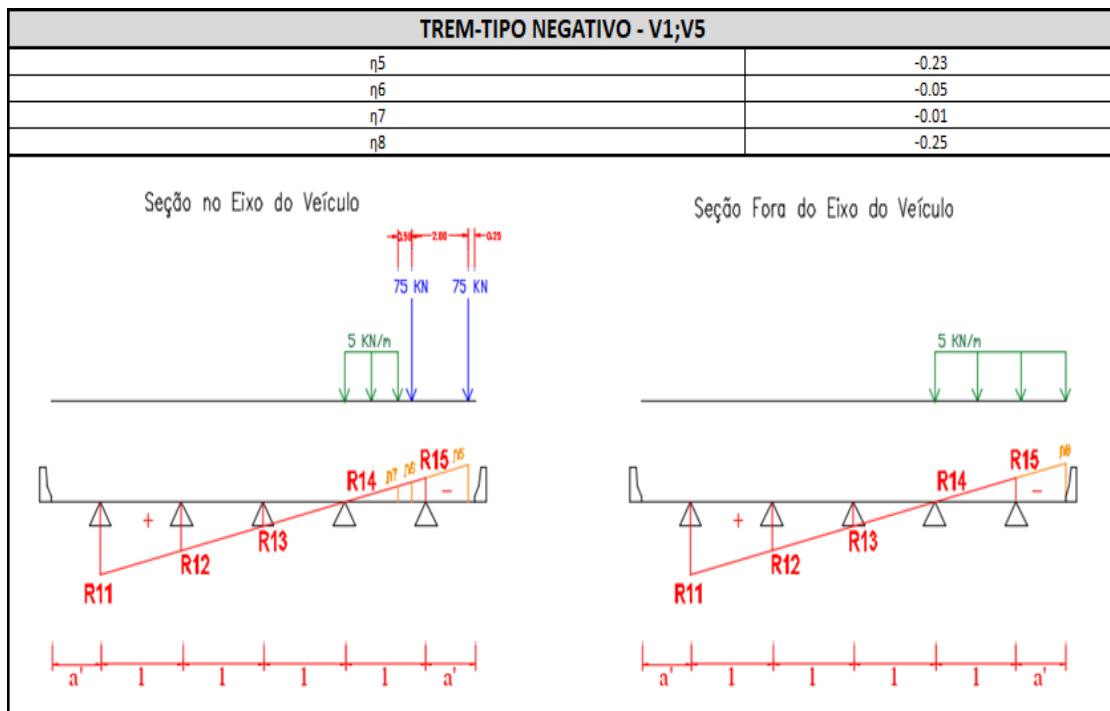 TREM-TIPO NEGATIVO - V1;V5
η5 -0.23
η6 -0.05
η7 -0.01
η8 -0.25
Seção no Eixo do Veículo
0.50 2.00 0.25
75 KN 75 KN
5 KN/m
η7 η6 R15 η5
R14
+ −
R13
R12
R11
a' 1 1 1 1 a'
Seção Fora do Eixo do Veículo
5 KN/m
R15 η8
R14
+ −
R13
R12
R11
a' 1 1 1 1 a'